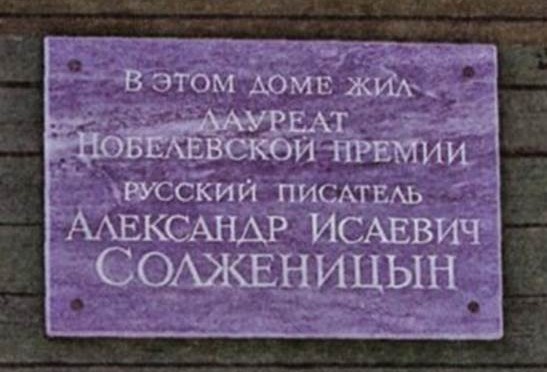 В ЭТОМ ДОМЕ ЖИЛ
ЛАУРЕАТ
НОБЕЛЕВСКОЙ ПРЕМИИ
РУССКИЙ ПИСАТЕЛЬ
АЛЕКСАНДР ИСАЕВИЧ
СОЛЖЕНИЦЫН